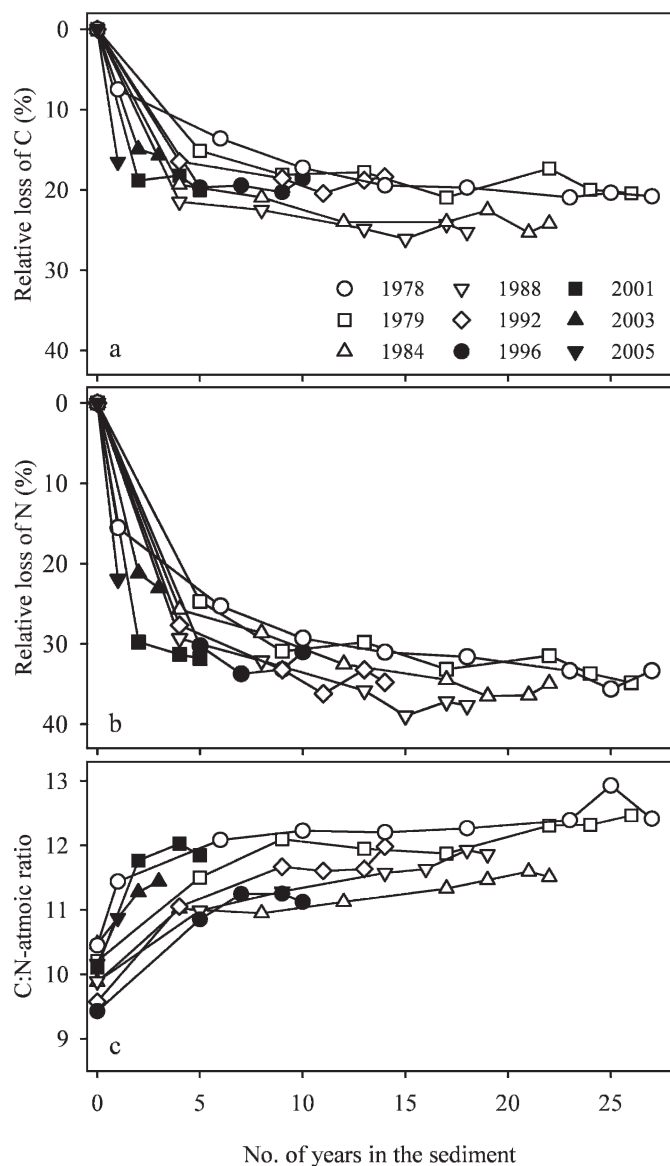 0
10
20
30
40
Relative loss of C (%)
1978 1988 2001
1979 1992 2003
1984 1996 2005
a
0
10
20
30
40
Relative loss of N (%)
b
13
12
11
10
9
C:N-atmoic ratio
c
0 5 10 15 20 25
No. of years in the sediment